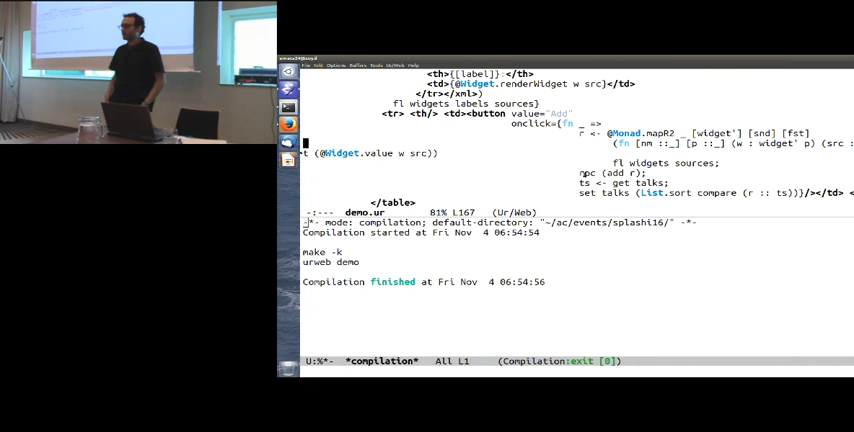 emacs24@
File Edit Options Buffers Tools Ur/Web Help
<th>{[label]}:</th>
<td>{@Widget.renderWidget w src}</td>
</tr></xml>)
fl widgets labels sources}
<tr> <th/> <td><button value="Add"
onclick={fn _ =>
r <- @Monad.mapR2 _ [widget'] [snd] [fst]
(fn [nm ::_] [p ::_] (w : widget' p) (src :
t (@Widget.value w src))
fl widgets sources;
rpc (add r);
ts <- get talks;
set talks (List.sort compare (r :: ts))}/></td> <
</table>
-:--- demo.ur 81% L167 (Ur/Web)
-*- mode: compilation; default-directory: "~/ac/events/splashi16/" -*-
Compilation started at Fri Nov 4 06:54:54
make -k
urweb demo
Compilation finished at Fri Nov 4 06:54:56
U:%*- *compilation* All L1 (Compilation:exit [0])